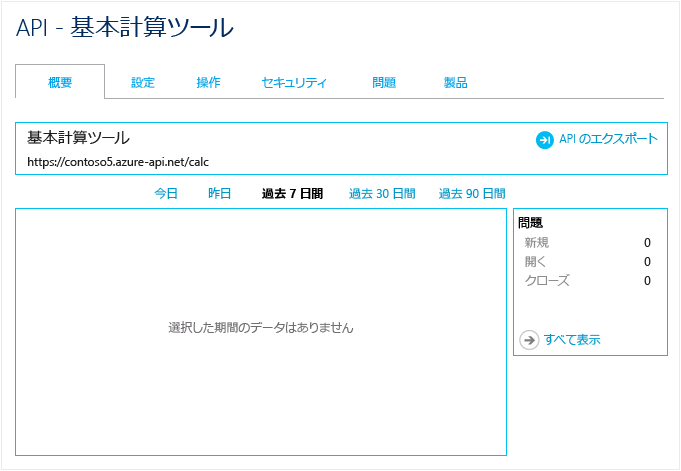 API - 基本計算ツール
概要 設定 操作 セキュリティ 問題 製品
基本計算ツール
API のエクスポート
https://contoso5.azure-api.net/calc
今日 昨日 過去 7 日間 過去 30 日間 過去 90 日間
問題
新規 0
開く 0
クローズ 0
選択した期間のデータはありません
すべて表示